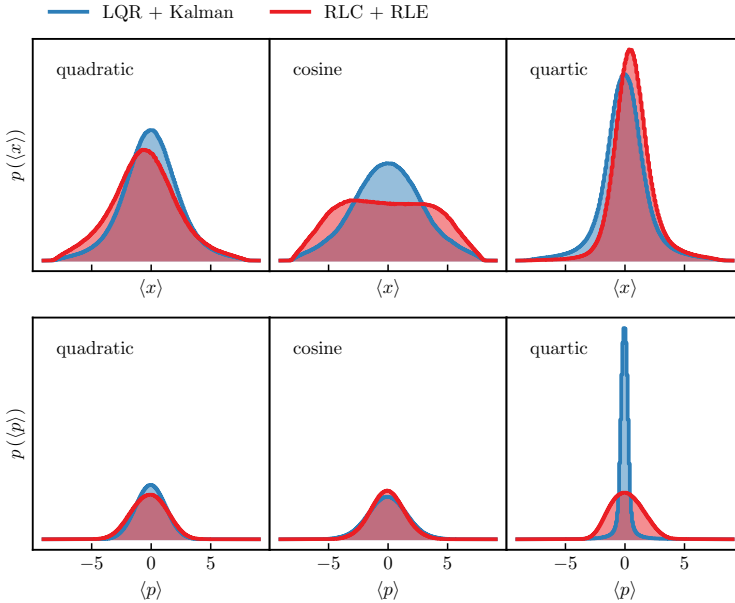 LQR + Kalman RLC + RLE
quadratic cosine quartic
p(⟨x⟩)
⟨x⟩ ⟨x⟩ ⟨x⟩
quadratic cosine quartic
p(⟨p⟩)
−5 0 5 −5 0 5 −5 0 5
⟨p⟩ ⟨p⟩ ⟨p⟩